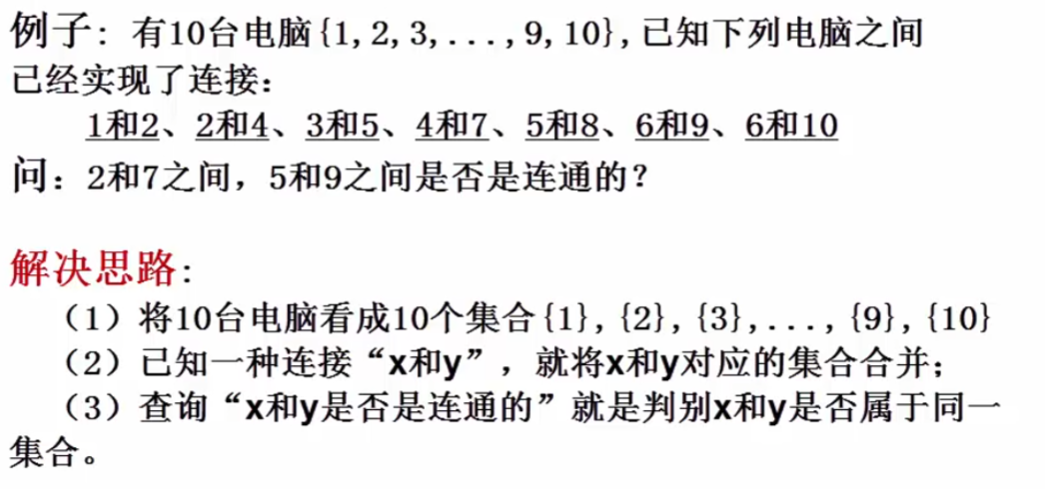 例子: 有10台电脑{1,2,3,...,9,10},已知下列电脑之间
已经实现了连接:
1和2、2和4、3和5、4和7、5和8、6和9、6和10
问: 2和7之间, 5和9之间是否是连通的?
解决思路:
(1) 将10台电脑看成10个集合{1},{2},{3},...,{9},{10}
(2) 已知一种连接“x和y”, 就将x和y对应的集合合并;
(3) 查询“x和y是否是连通的”就是判别x和y是否属于同一
集合。